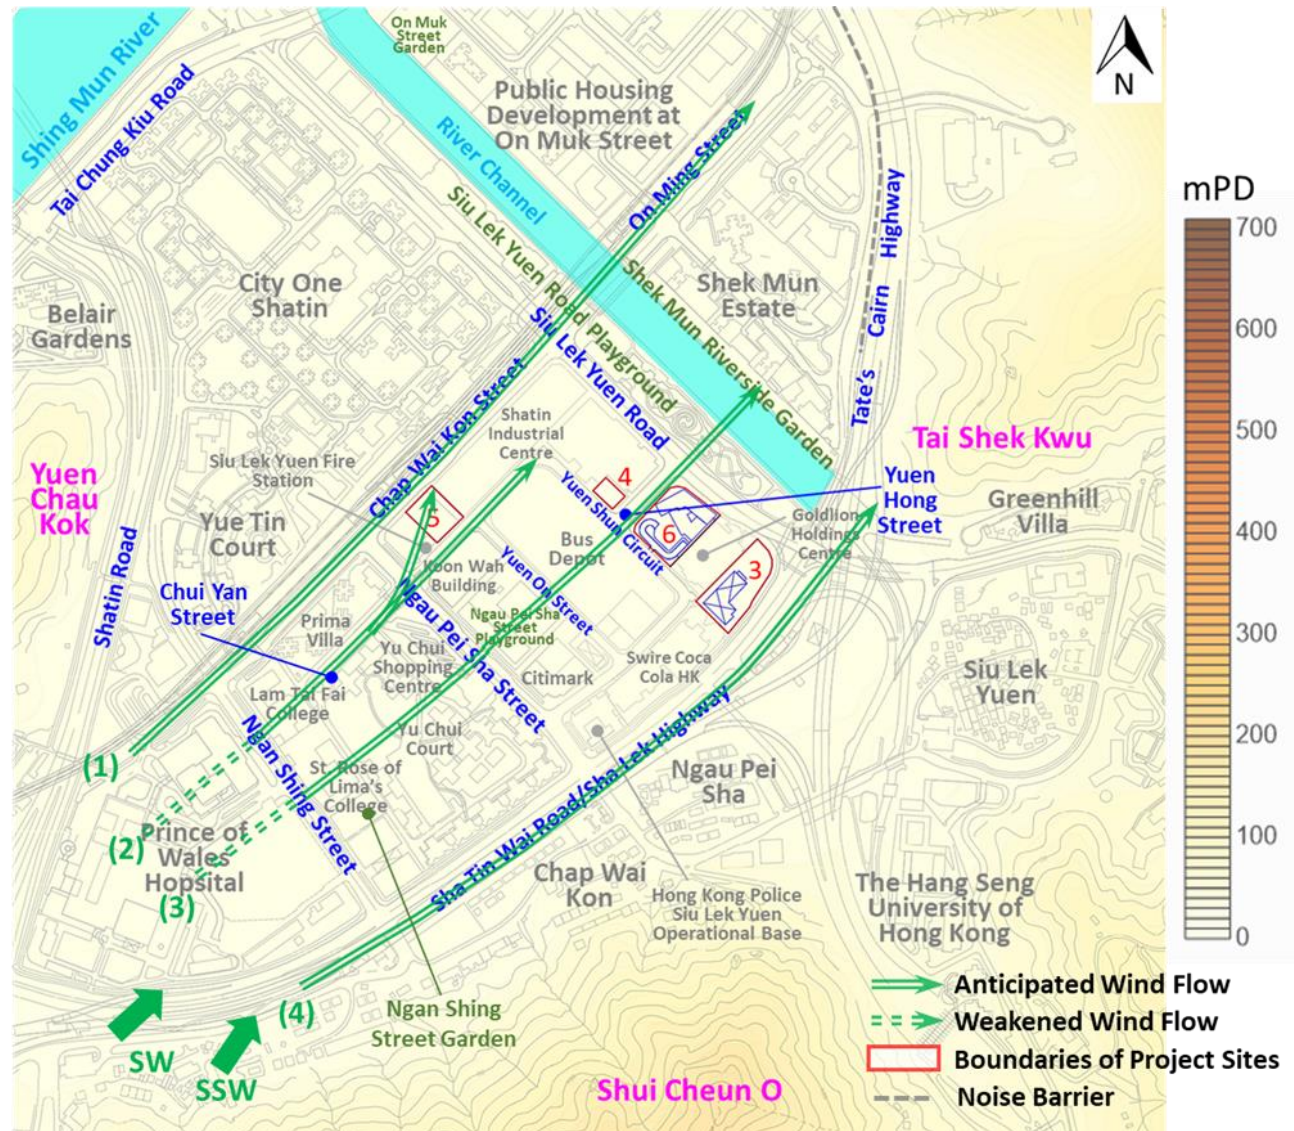 On Muk
Street
Garden
N
Shing Mun River
Tai Chung Kiu Road
Public Housing
Development at
On Muk Street
River Channel
On Ming Street
Siu Lek Yuen Road Playground
Shek Mun Riverside Garden
Tate's Cairn Highway
mPD
700
600
500
400
300
200
100
0
City One
Shatin
Shek Mun
Estate
Belair
Gardens
Siu Lek Yuen Road
Chap Wai Kon Street
Shatin
Industrial
Centre
Tai Shek Kwu
Yuen
Chau
Kok
Siu Lek Yuen Fire
Station
Yuen
Hong
Street
Greenhill
Villa
4
5
6
3
Yue Tin
Court
Yuen Shun Circuit
Goldlion
Holdings
Centre
Bus
Depot
Koon Wah
Building
Yuen On Street
Shatin Road
Chui Yan
Street
Prima
Villa
Ngau Pei Sha
Street
Playground
Ngau Pei Sha Street
Yu Chui
Shopping
Centre
Citimark
Swire Coca
Cola HK
Siu Lek
Yuen
Lam Tai Fai
College
Ngan Shing Street
Yu Chui
Court
St. Rose of
Lima's
College
Ngau Pei
Sha
(1)
(2)
(3)
(4)
Prince of
Wales
Hopsital
Sha Tin Wai Road/Sha Lek Highway
Chap Wai
Kon
Hong Kong Police
Siu Lek Yuen
Operational Base
The Hang Seng
University of
Hong Kong
Ngan Shing
Street Garden
SW
SSW
Shui Cheun O
Anticipated Wind Flow
Weakened Wind Flow
Boundaries of Project Sites
Noise Barrier